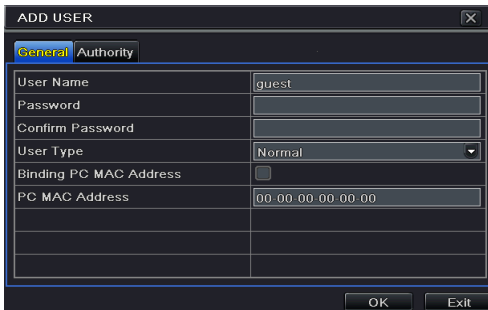 ADD USER
General Authority
User Name guest
Password
Confirm Password
User Type Normal
Binding PC MAC Address
PC MAC Address 00-00-00-00-00-00
OK Exit